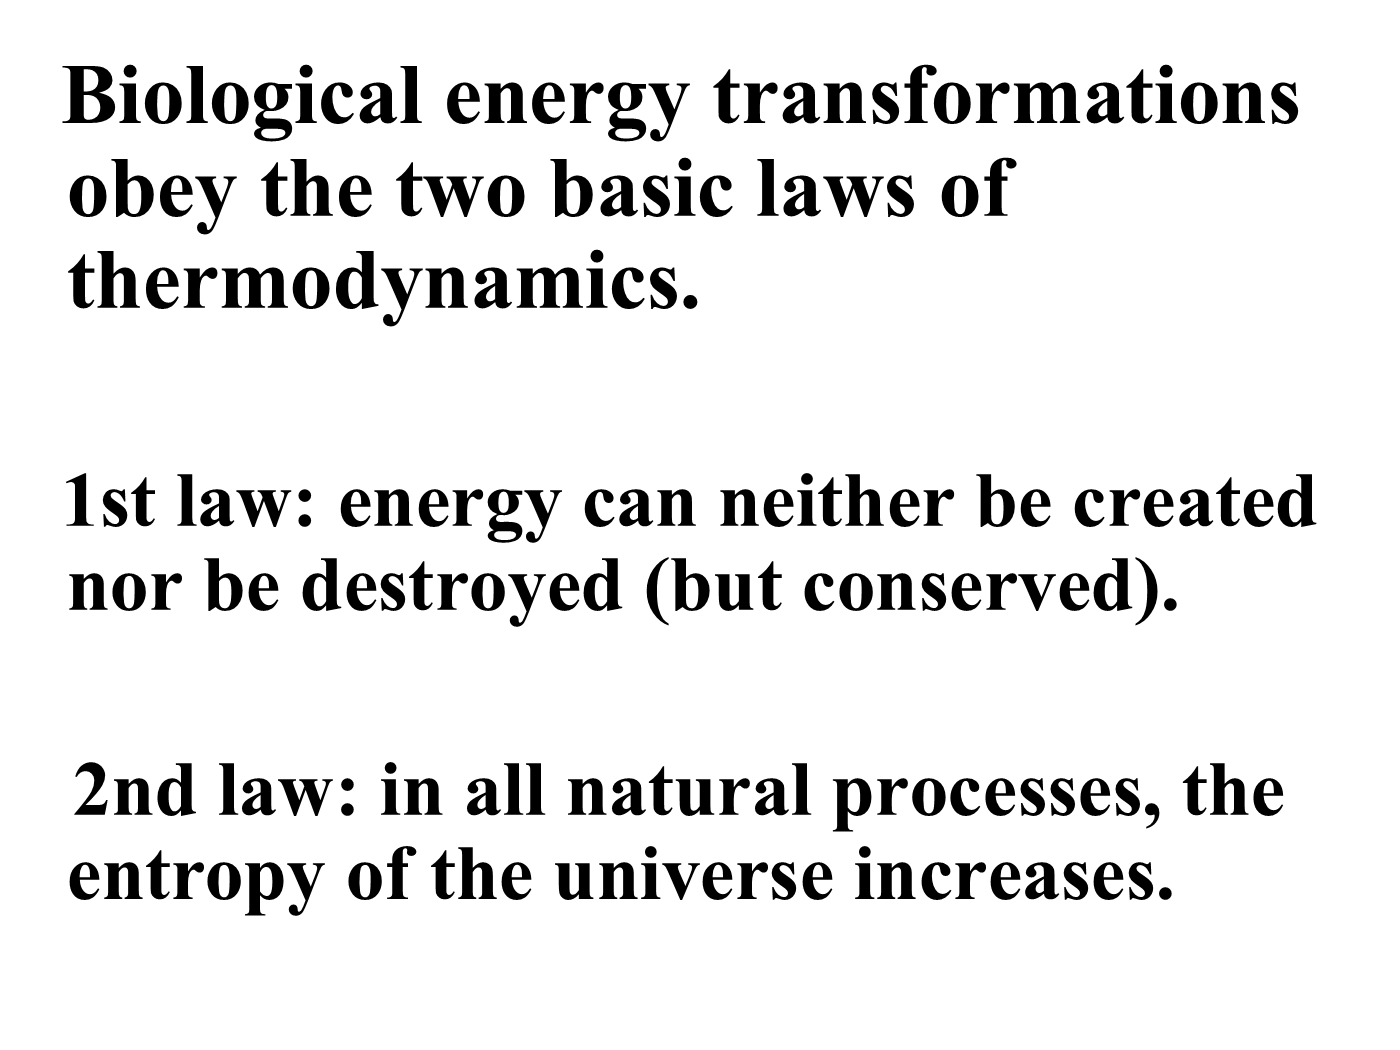 Biological energy transformations
obey the two basic laws of
thermodynamics.
1st law: energy can neither be created
nor be destroyed (but conserved).
2nd law: in all natural processes, the
entropy of the universe increases.